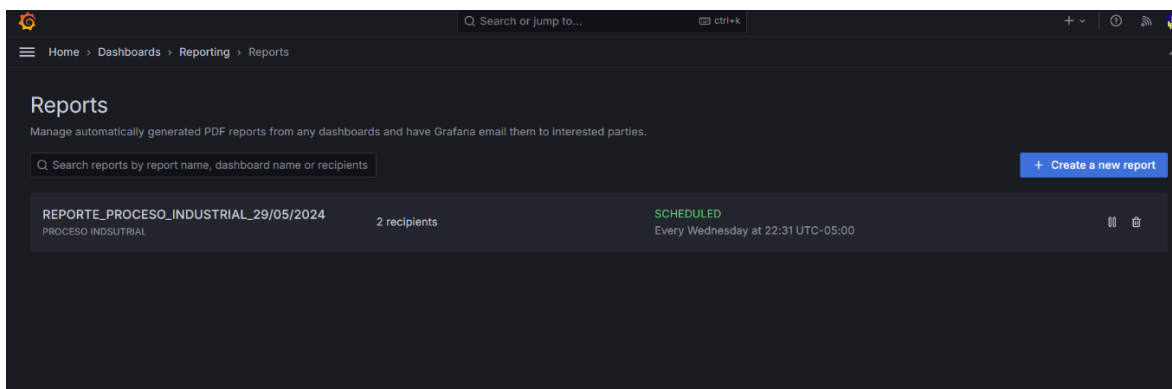 Search or jump to... ctrl+k
Home > Dashboards > Reporting > Reports
Reports
Manage automatically generated PDF reports from any dashboards and have Grafana email them to interested parties.
Search reports by report name, dashboard name or recipients
+ Create a new report
REPORTE_PROCESO_INDUSTRIAL_29/05/2024
2 recipients
SCHEDULED
PROCESO INDSUTRIAL
Every Wednesday at 22:31 UTC-05:00